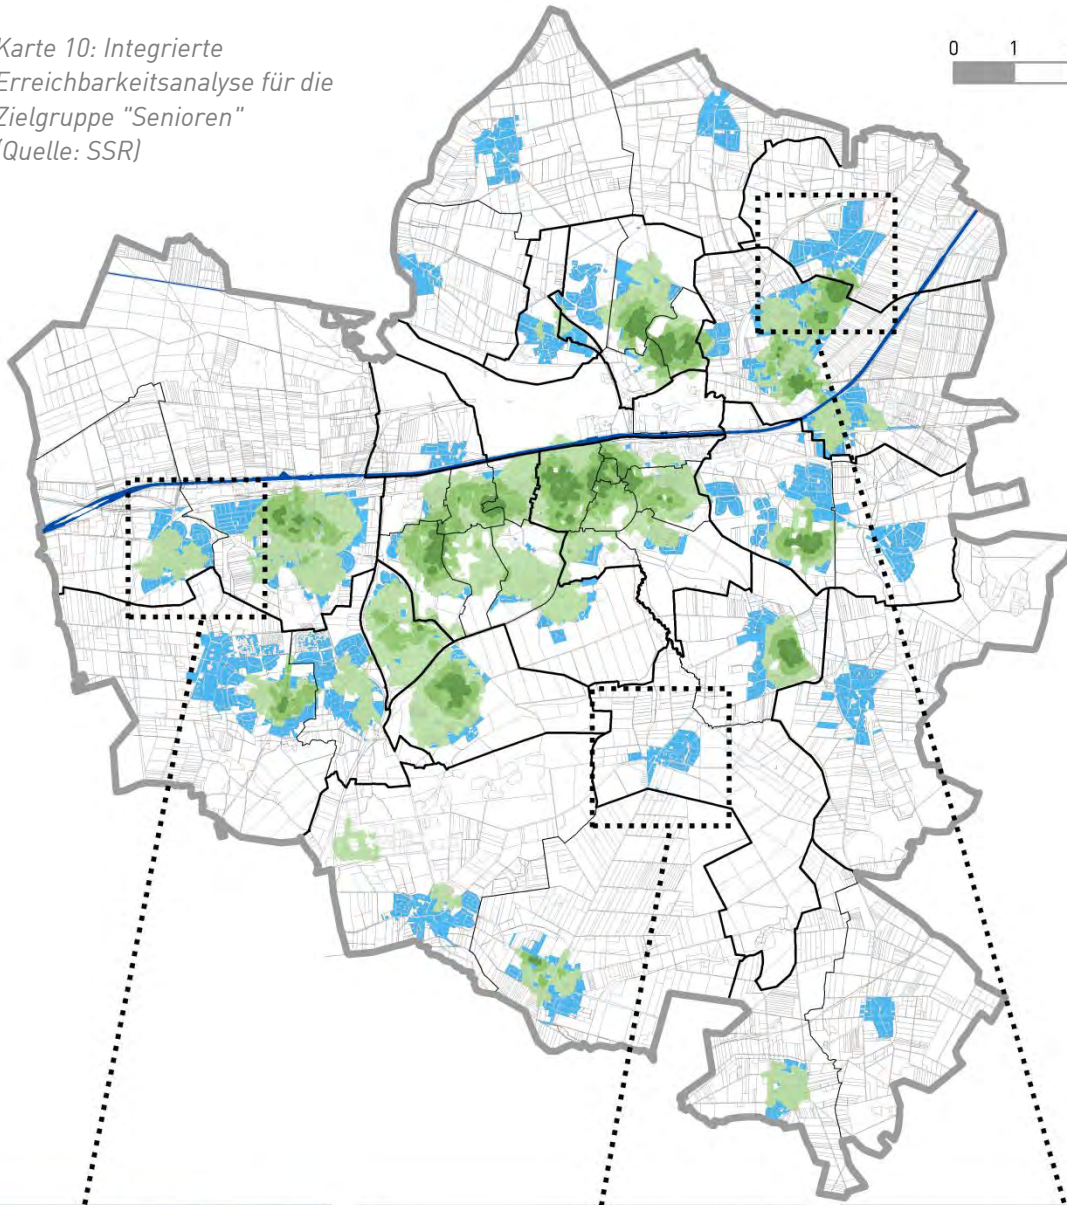 Karte 10: Integrierte
Erreichbarkeitsanalyse für die
Zielgruppe "Senioren"
(Quelle: SSR)
0 1